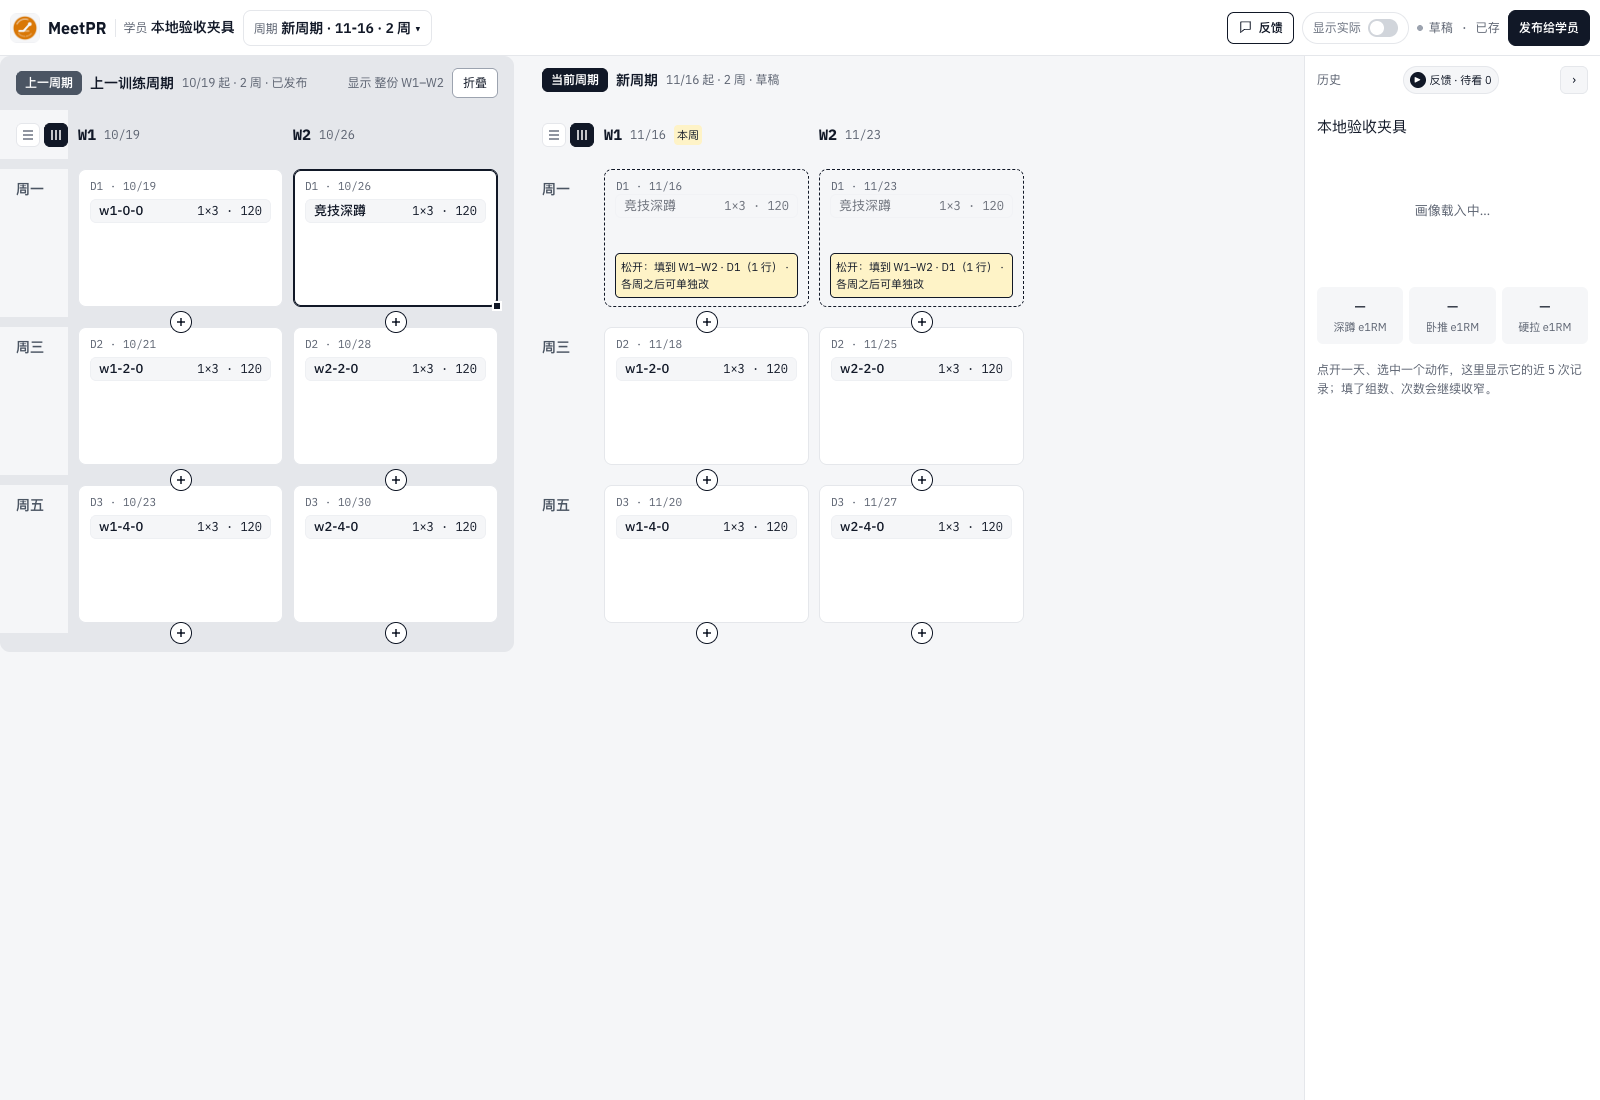 MeetPR 学员 本地验收夹具 周期 新周期 · 11-16 · 2 周 ▾ 反馈 显示实际 草稿 · 已存 发布给学员
上一周期 上一训练周期 10/19 起 · 2 周 · 已发布 显示 整份 W1–W2 折叠
W1 10/19 W2 10/26
周一
D1 · 10/19
w1-0-0 1×3 · 120
D1 · 10/26
竞技深蹲 1×3 · 120
+ +
周三
D2 · 10/21
w1-2-0 1×3 · 120
D2 · 10/28
w2-2-0 1×3 · 120
+ +
周五
D3 · 10/23
w1-4-0 1×3 · 120
D3 · 10/30
w2-4-0 1×3 · 120
+ +
当前周期 新周期 11/16 起 · 2 周 · 草稿
W1 11/16 本周 W2 11/23
周一
D1 · 11/16
竞技深蹲 1×3 · 120
松开：填到 W1–W2 · D1（1 行） ·
各周之后可单独改
D1 · 11/23
竞技深蹲 1×3 · 120
松开：填到 W1–W2 · D1（1 行） ·
各周之后可单独改
+ +
周三
D2 · 11/18
w1-2-0 1×3 · 120
D2 · 11/25
w2-2-0 1×3 · 120
+ +
周五
D3 · 11/20
w1-4-0 1×3 · 120
D3 · 11/27
w2-4-0 1×3 · 120
+ +
历史 反馈 · 待看 0 ›
本地验收夹具
画像载入中…
— — —
深蹲 e1RM 卧推 e1RM 硬拉 e1RM
点开一天、选中一个动作，这里显示它的近 5 次记
录；填了组数、次数会继续收窄。